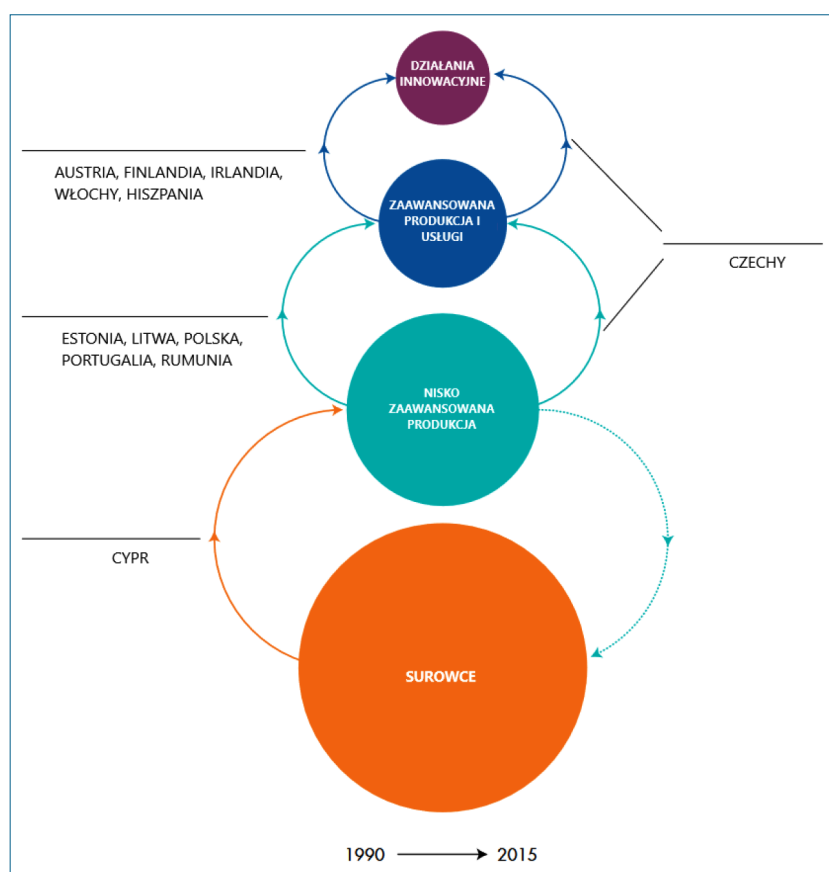 DZIAŁANIA
INNOWACYJNE
AUSTRIA, FINLANDIA, IRLANDIA,
WŁOCHY, HISZPANIA
ZAAWANSOWANA
PRODUKCJA I
USŁUGI
CZECHY
ESTONIA, LITWA, POLSKA,
PORTUGALIA, RUMUNIA
NISKO
ZAAWANSOWANA
PRODUKCJA
CYPR
SUROWCE
1990 2015